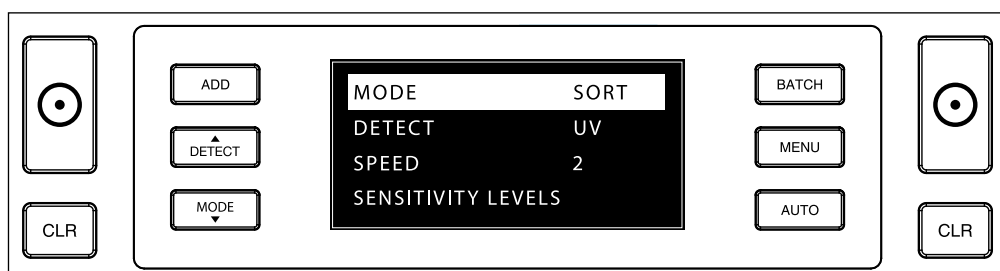 ADD
DETECT
MODE
CLR
MODE SORT
DETECT UV
SPEED 2
SENSITIVITY LEVELS
BATCH
MENU
AUTO
CLR